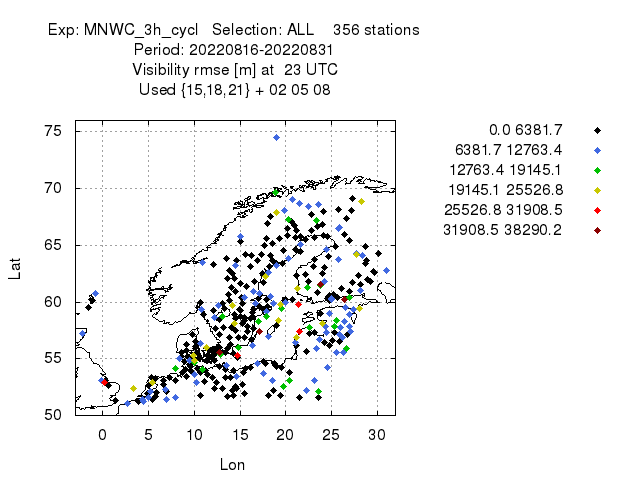 Exp: MNWC_3h_cycl   Selection: ALL    356 stations
Period: 20220816-20220831
Visibility rmse [m] at  23 UTC
Used {15,18,21} + 02 05 08
0.0 6381.7
6381.7 12763.4
12763.4 19145.1
19145.1 25526.8
25526.8 31908.5
31908.5 38290.2
75
70
65
60
55
50
Lat
0 5 10 15 20 25 30
Lon